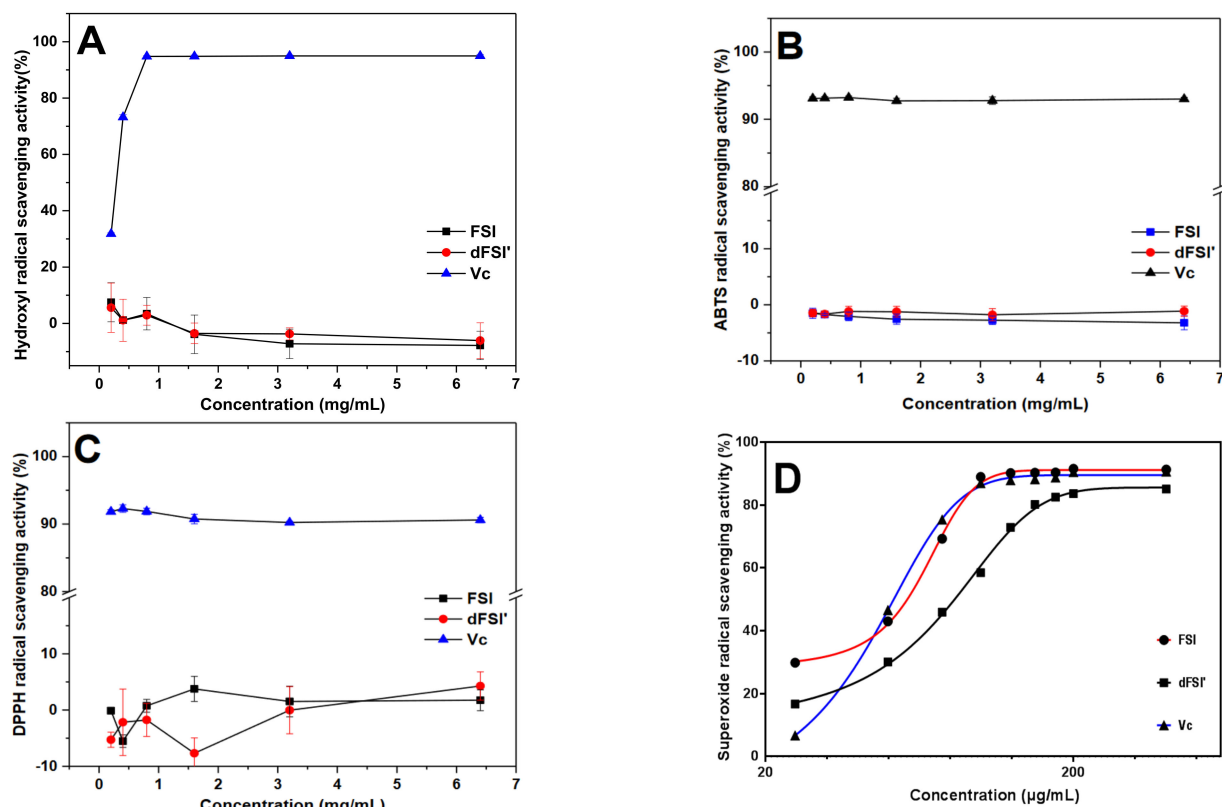 A
Hydroxyl radical scavenging activity(%)
100
80
60
40
20
0
FSI
dFSI'
Vc
0 1 2 3 4 5 6 7
Concentration (mg/mL)
B
ABTS radical scavenging activity (%)
100
90
80
10
0
-10
FSI
dFSI'
Vc
0 1 2 3 4 5 6 7
Concentration (mg/mL)
C
DPPH radical scavenging activity (%)
100
90
80
10
0
-10
FSI
dFSI'
Vc
0 1 2 3 4 5 6 7
Concentration (mg/mL)
D
Superoxide radical scavenging activity (%)
100
80
60
40
20
0
FSI
dFSI'
Vc
20 200
Concentration (μg/mL)